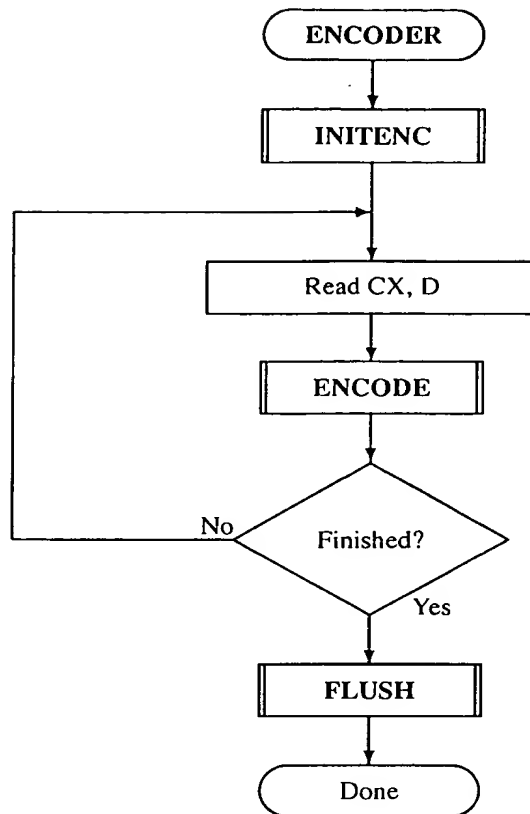 ENCODER
INITENC
Read CX, D
ENCODE
No
Finished?
Yes
FLUSH
Done